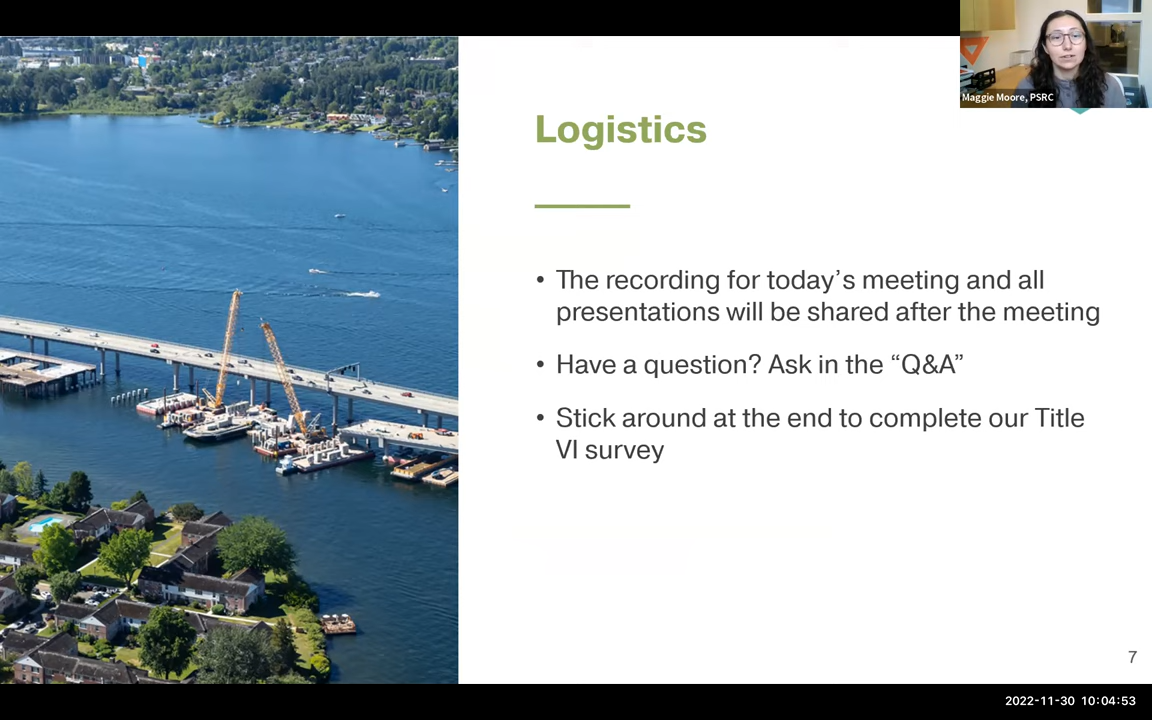 Maggie Moore, PSRC
Logistics
• The recording for today’s meeting and all
presentations will be shared after the meeting
• Have a question? Ask in the “Q&A”
• Stick around at the end to complete our Title
VI survey
7
2022-11-30 10:04:53